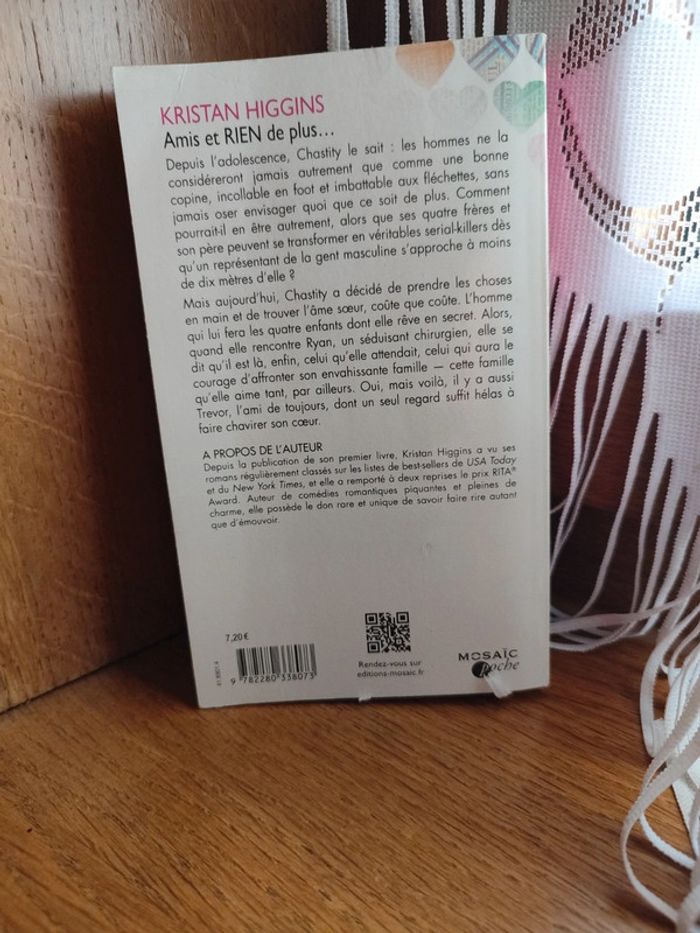 KRISTAN HIGGINS
Amis et RIEN de plus...
Depuis l'adolescence, Chastity le sait : les hommes ne la
considéreront jamais autrement que comme une bonne
copine, incollable en foot et imbattable aux fléchettes, sans
jamais oser envisager quoi que ce soit de plus. Comment
pourrait-il en être autrement, alors que ses quatre frères et
son père peuvent se transformer en véritables serial-killers dès
qu'un représentant de la gent masculine s'approche à moins
de dix mètres d'elle ?
Mais aujourd'hui, Chastity a décidé de prendre les choses
en main et de trouver l'âme sœur, coûte que coûte. L'homme
qui lui fera les quatre enfants dont elle rêve en secret. Alors,
quand elle rencontre Ryan, un séduisant chirurgien, elle se
dit qu'il est là, enfin, celui qu'elle attendait, celui qui aura le
courage d'affronter son envahissante famille — cette famille
qu'elle aime tant, par ailleurs. Oui, mais voilà, il y a aussi
Trevor, l'ami de toujours, dont un seul regard suffit hélas à
faire chavirer son cœur.
A PROPOS DE L'AUTEUR
Depuis la publication de son premier livre, Kristan Higgins a vu ses
romans régulièrement classés sur les listes de best-sellers de USA Today
et du New York Times, et elle a remporté à deux reprises le prix RITA®
Award. Auteur de comédies romantiques piquantes et pleines de
charme, elle possède le don rare et unique de savoir faire rire autant
que d'émouvoir.
7,20 €
9 782280 338073
Rendez-vous sur
editions-mosaic.fr
MOSAÏC
poche